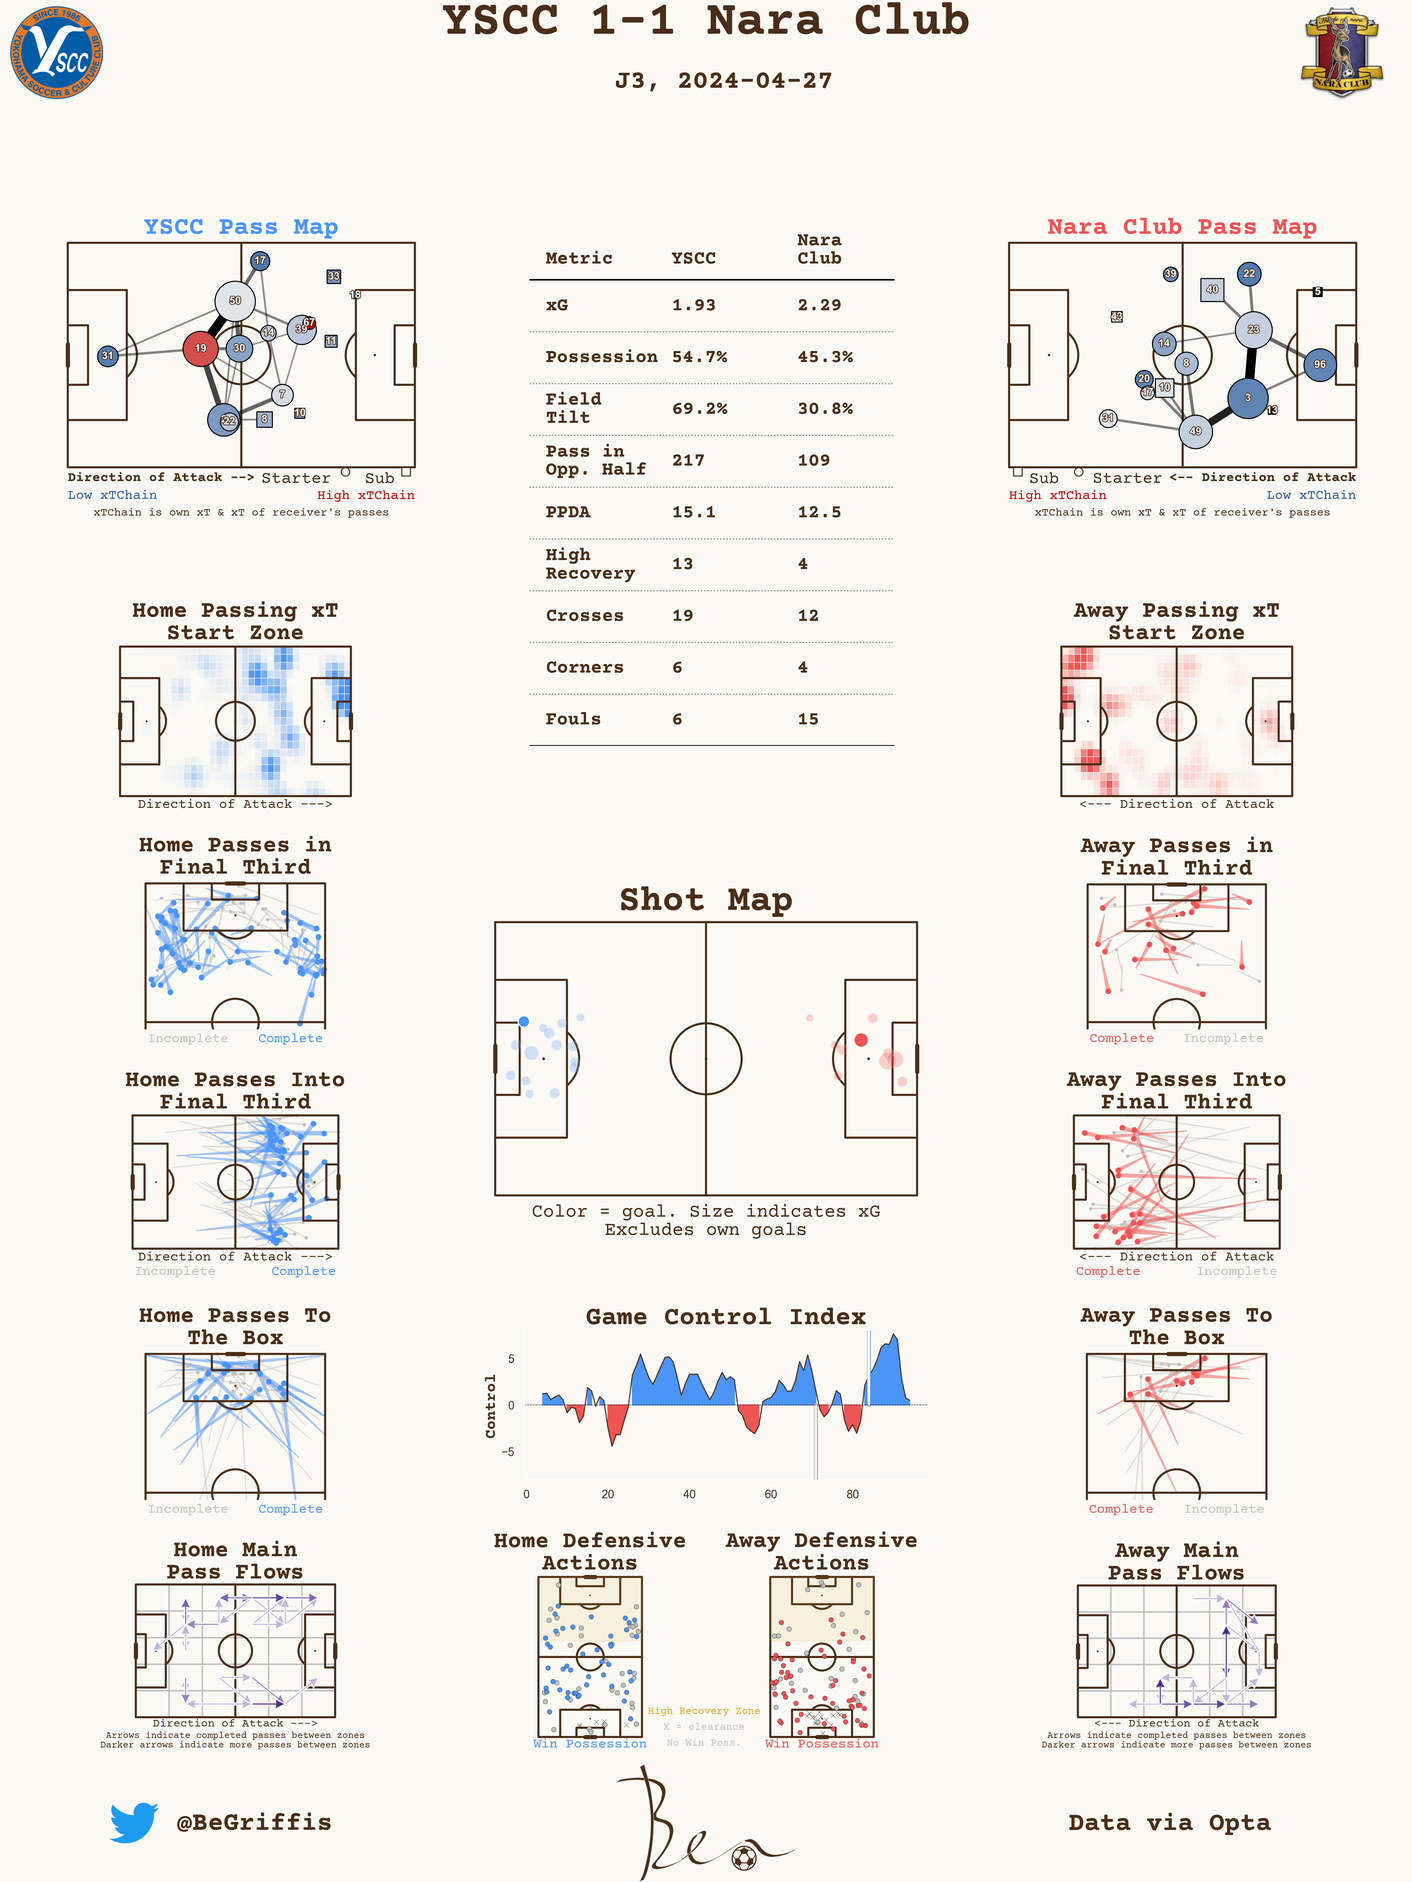 YSCC 1-1 Nara Club
J3, 2024-04-27
SINCE 1986
YOKOHAMA SOCCER & CULTURE CLUB
YSCC
NARA CLUB
YSCC Pass Map
17
33
18
50
67
39
14
11
19
30
31
7
22
8
10
Direction of Attack --> Starter Sub
Low xTChain High xTChain
xTChain is own xT & xT of receiver's passes
Metric YSCC Nara Club
xG 1.93 2.29
Possession 54.7% 45.3%
Field Tilt 69.2% 30.8%
Pass in Opp. Half 217 109
PPDA 15.1 12.5
High Recovery 13 4
Crosses 19 12
Corners 6 4
Fouls 6 15
Nara Club Pass Map
39
22
40
5
43
23
14
8
96
20
17
10
3
13
31
49
Sub Starter <-- Direction of Attack
High xTChain Low xTChain
xTChain is own xT & xT of receiver's passes
Home Passing xT
Start Zone
Direction of Attack --->
Away Passing xT
Start Zone
<--- Direction of Attack
Home Passes in
Final Third
Incomplete Complete
Away Passes in
Final Third
Complete Incomplete
Shot Map
Color = goal. Size indicates xG
Excludes own goals
Home Passes Into
Final Third
Direction of Attack --->
Incomplete Complete
Away Passes Into
Final Third
<--- Direction of Attack
Complete Incomplete
Home Passes To
The Box
Incomplete Complete
Game Control Index
Control
5
0
−5
0 20 40 60 80
Away Passes To
The Box
Complete Incomplete
Home Main
Pass Flows
Direction of Attack --->
Arrows indicate completed passes between zones
Darker arrows indicate more passes between zones
Home Defensive
Actions
Win Possession
High Recovery Zone
X = clearance
No Win Poss.
Away Defensive
Actions
Win Possession
Away Main
Pass Flows
<--- Direction of Attack
Arrows indicate completed passes between zones
Darker arrows indicate more passes between zones
@BeGriffis
Ben
Data via Opta